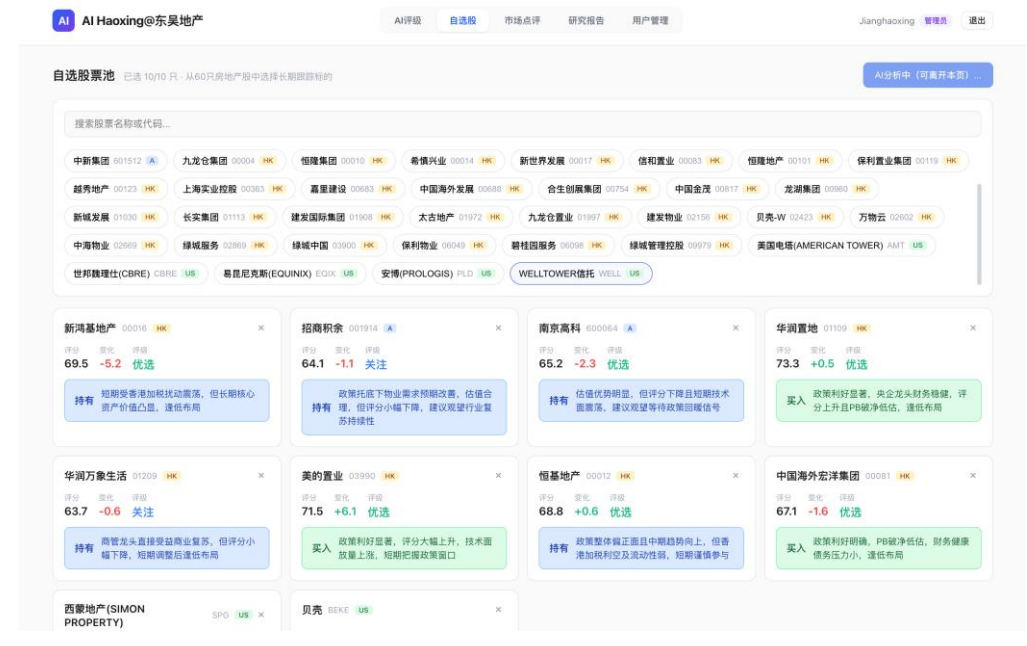 AI AI Haoxing@东吴地产 AI评级 自选股 市场点评 研究报告 用户管理 Jianghaoxing 管理员 退出
自选股票池 已选 10/10 只 · 从60只房地产股中选择长期跟踪标的 AI分析中（可离开本页）...
搜索股票名称或代码...
中新集团 601512 A 九龙仓集团 00004 HK 恒隆集团 00010 HK 希慎兴业 00014 HK 新世界发展 00017 HK 信和置业 00083 HK 恒隆地产 00101 HK 保利置业集团 00119 HK
越秀地产 00123 HK 上海实业控股 00363 HK 嘉里建设 00683 HK 中国海外发展 00688 HK 合生创展集团 00754 HK 中国金茂 00817 HK 龙湖集团 00960 HK
新城发展 01030 HK 长实集团 01113 HK 建发国际集团 01908 HK 太古地产 01972 HK 九龙仓置业 01997 HK 建发物业 02156 HK 贝壳-W 02423 HK 万物云 02602 HK
中海物业 02669 HK 绿城服务 02869 HK 绿城中国 03900 HK 保利物业 06049 HK 碧桂园服务 06098 HK 绿城管理控股 09979 HK 美国电塔(AMERICAN TOWER) AMT US
世邦魏理仕(CBRE) CBRE US 易昆尼克斯(EQUINIX) EQIX US 安博(PROLOGIS) PLD US WELLTOWER信托 WELL US
新鸿基地产 00016 HK ×
评分 变化 评级
69.5 -5.2 优选
持有 短期受香港加税扰动震荡，但长期核心
资产价值凸显，逢低布局
招商积余 001914 A ×
评分 变化 评级
64.1 -1.1 关注
持有 政策托底下物业需求预期改善，估值合
理，但评分小幅下降，建议观望行业复
苏持续性
南京高科 600064 A ×
评分 变化 评级
65.2 -2.3 优选
持有 估值优势明显，但评分下降且短期技术
面震荡，建议观望等待政策回暖信号
华润置地 01109 HK ×
评分 变化 评级
73.3 +0.5 优选
买入 政策利好显著，央企龙头财务稳健，评
分上升且PB破净低估，逢低布局
华润万象生活 01209 HK ×
评分 变化 评级
63.7 -0.6 关注
持有 商管龙头直接受益商业复苏，但评分小
幅下降，短期调整后逢低布局
美的置业 03990 HK ×
评分 变化 评级
71.5 +6.1 优选
买入 政策利好显著，评分大幅上升，技术面
放量上涨，短期把握政策窗口
恒基地产 00012 HK ×
评分 变化 评级
68.8 +0.6 优选
持有 政策整体偏正面且中期趋势向上，但香
港加税利空及流动性弱，短期谨慎参与
中国海外宏洋集团 00081 HK ×
评分 变化 评级
67.1 -1.6 优选
买入 政策利好明确，PB破净低估，财务健康
债务压力小，逢低布局
西蒙地产(SIMON
PROPERTY) SPG US ×
贝壳 BEKE US ×